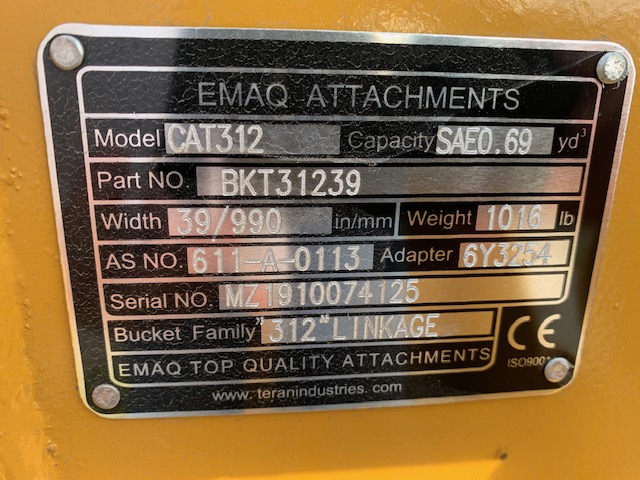 EMAQ ATTACHMENTS
Model CAT312 Capacity SAE0.69 yd³
Part NO. BKT31239
Width 39/990 in/mm Weight 1016 lb
AS NO. 611-A-0113 Adapter 6Y3254
Serial NO. MZ1910074125
Bucket Family "312"LINKAGE
EMAQ TOP QUALITY ATTACHMENTS
CE
ISO9001
www.teranindustries.com